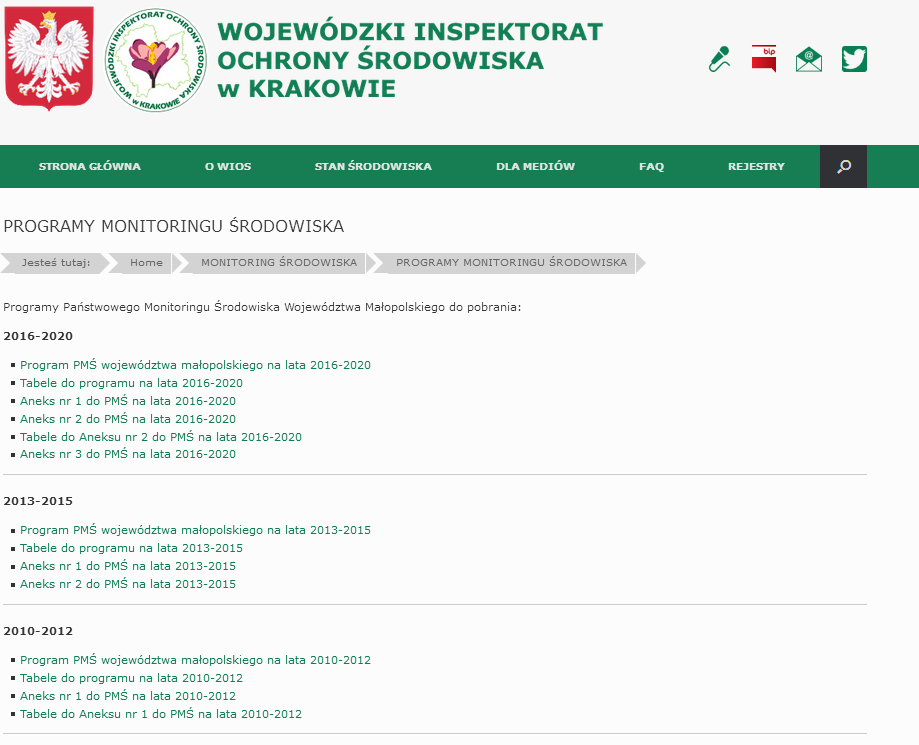 WOJEWÓDZKI INSPEKTORAT OCHRONY ŚRODOWISKA
w KRAKOWIE
WOJEWÓDZKI INSPEKTORAT
OCHRONY ŚRODOWISKA
w KRAKOWIE
bip
@
STRONA GŁÓWNA O WIOS STAN ŚRODOWISKA DLA MEDIÓW FAQ REJESTRY
PROGRAMY MONITORINGU ŚRODOWISKA
Jesteś tutaj: Home MONITORING ŚRODOWISKA PROGRAMY MONITORINGU ŚRODOWISKA
Programy Państwowego Monitoringu Środowiska Województwa Małopolskiego do pobrania:
2016-2020
Program PMŚ województwa małopolskiego na lata 2016-2020
Tabele do programu na lata 2016-2020
Aneks nr 1 do PMŚ na lata 2016-2020
Aneks nr 2 do PMŚ na lata 2016-2020
Tabele do Aneksu nr 2 do PMŚ na lata 2016-2020
Aneks nr 3 do PMŚ na lata 2016-2020
2013-2015
Program PMŚ województwa małopolskiego na lata 2013-2015
Tabele do programu na lata 2013-2015
Aneks nr 1 do PMŚ na lata 2013-2015
Aneks nr 2 do PMŚ na lata 2013-2015
2010-2012
Program PMŚ województwa małopolskiego na lata 2010-2012
Tabele do programu na lata 2010-2012
Aneks nr 1 do PMŚ na lata 2010-2012
Tabele do Aneksu nr 1 do PMŚ na lata 2010-2012